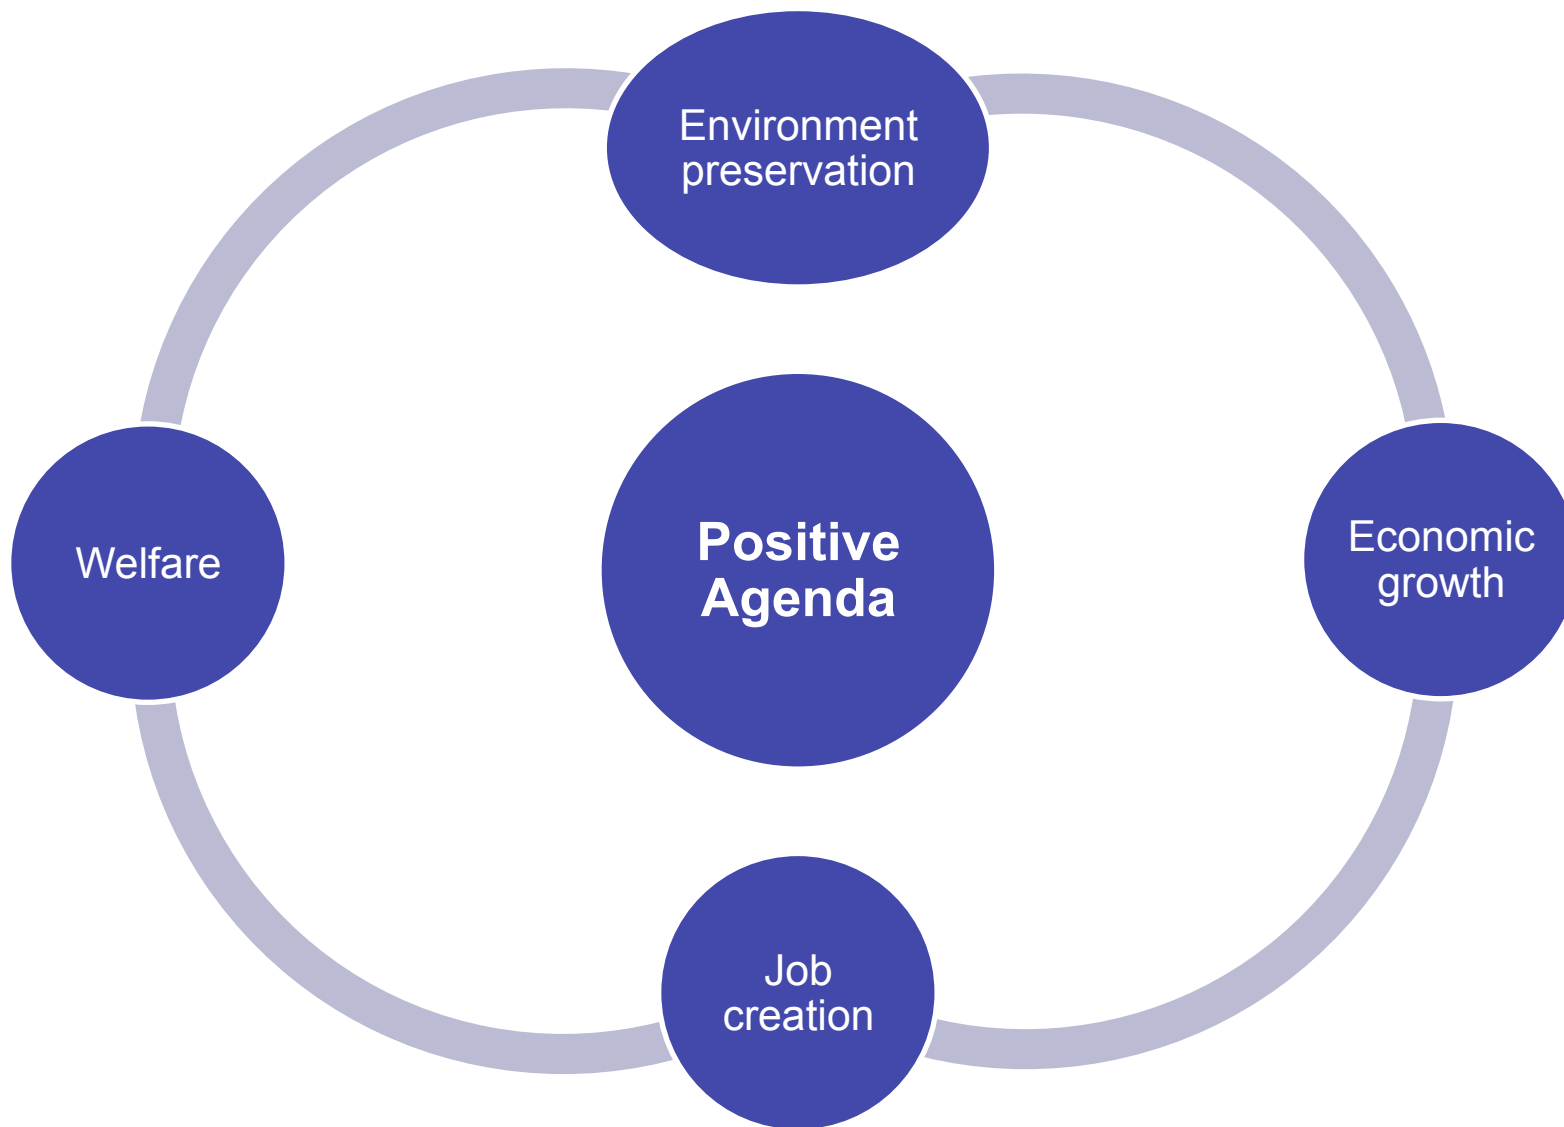 Environment
preservation
Welfare
Positive
Agenda
Economic
growth
Job
creation